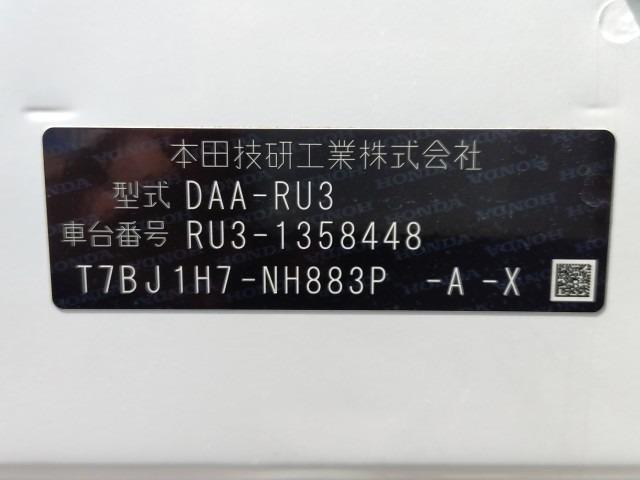 本田技研工業株式会社
型式 DAA-RU3
車台番号 RU3-1358448
T7BJ1H7-NH883P -A -X